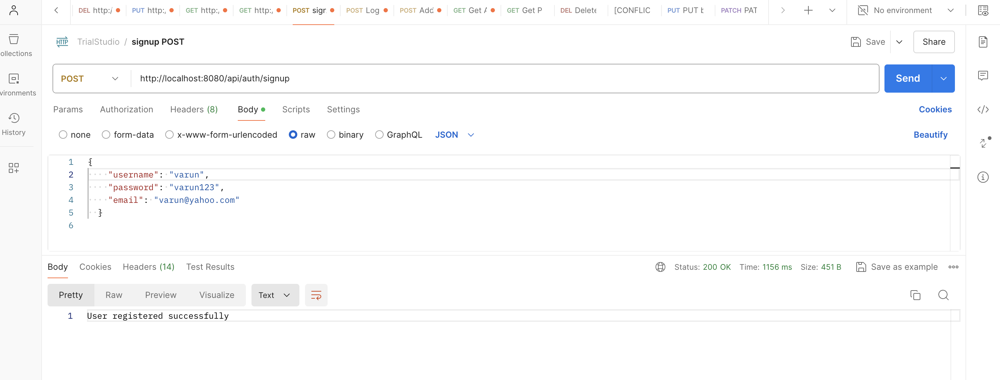 DEL http:/ PUT http:, GET http:, GET http:, POST sigr. POST Log POST Add GET Get A GET Get P DEL Delete [CONFLIC PUT PUT b PATCH PAT No environment
ollections
vironments
History
HTTP TrialStudio / signup POST Save Share
POST http://localhost:8080/api/auth/signup Send
Params Authorization Headers (8) Body Scripts Settings Cookies
none form-data x-www-form-urlencoded raw binary GraphQL JSON Beautify
1 {
2 "username": "varun",
3 "password": "varun123",
4 "email": "varun@yahoo.com"
5 }
6
Body Cookies Headers (14) Test Results Status: 200 OK Time: 1156 ms Size: 451 B Save as example
Pretty Raw Preview Visualize Text
1 User registered successfully